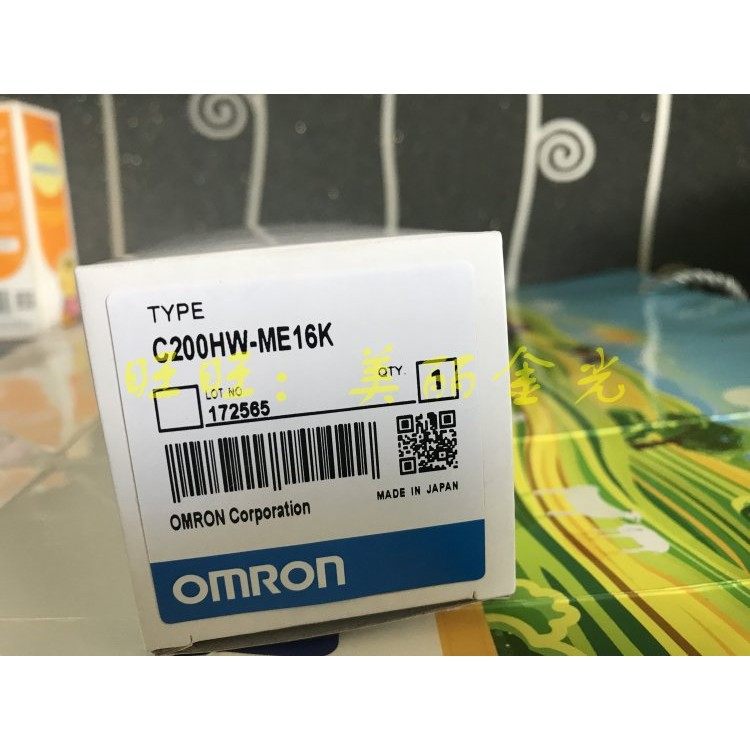 TYPE
C200HW-ME16K
旺旺：美丽金光
QTY. 1
LOT NO.
172565
MADE IN JAPAN
OMRON Corporation
OMRON